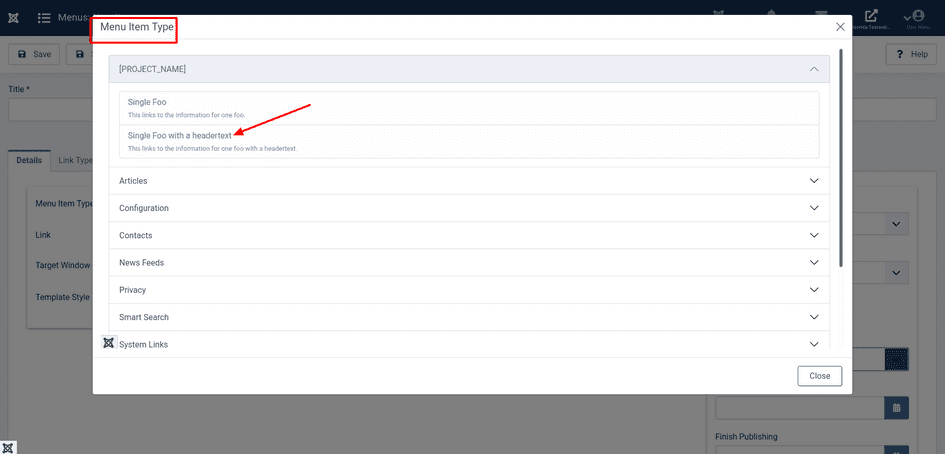 Menus
Menu Item Type
Save
Help
[PROJECT_NAME]
Title *
Single Foo
This links to the information for one foo.
Single Foo with a headertext
This links to the information for one foo with a headertext.
Details
Link Type
Articles
Menu Item Type
Configuration
Link
Contacts
Target Window
News Feeds
Template Style
Privacy
Smart Search
System Links
Close
Finish Publishing